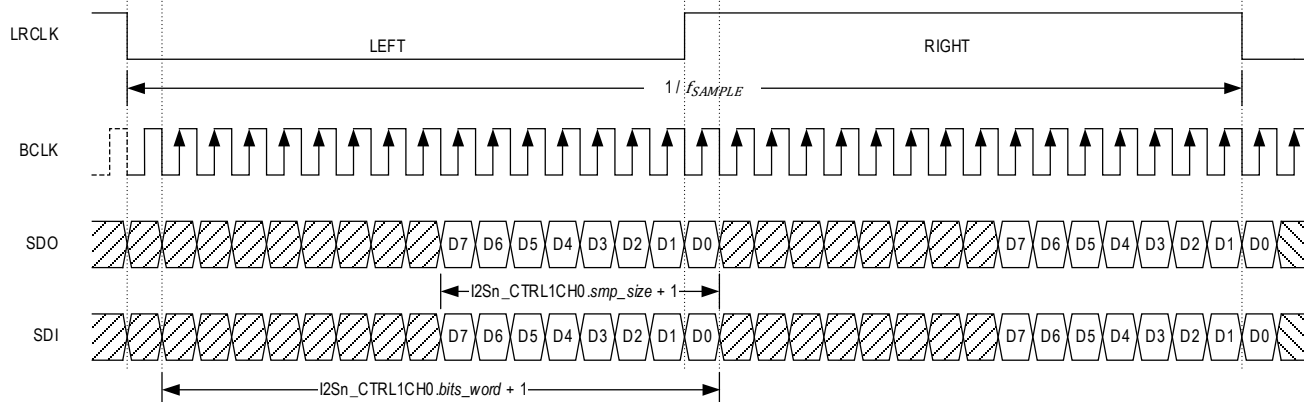 LRCLK
LEFT RIGHT
1 / fSAMPLE
BCLK
SDO D7 D6 D5 D4 D3 D2 D1 D0 D7 D6 D5 D4 D3 D2 D1 D0
I2Sn_CTRL1CH0.smp_size + 1
SDI D7 D6 D5 D4 D3 D2 D1 D0 D7 D6 D5 D4 D3 D2 D1 D0
I2Sn_CTRL1CH0.bits_word + 1